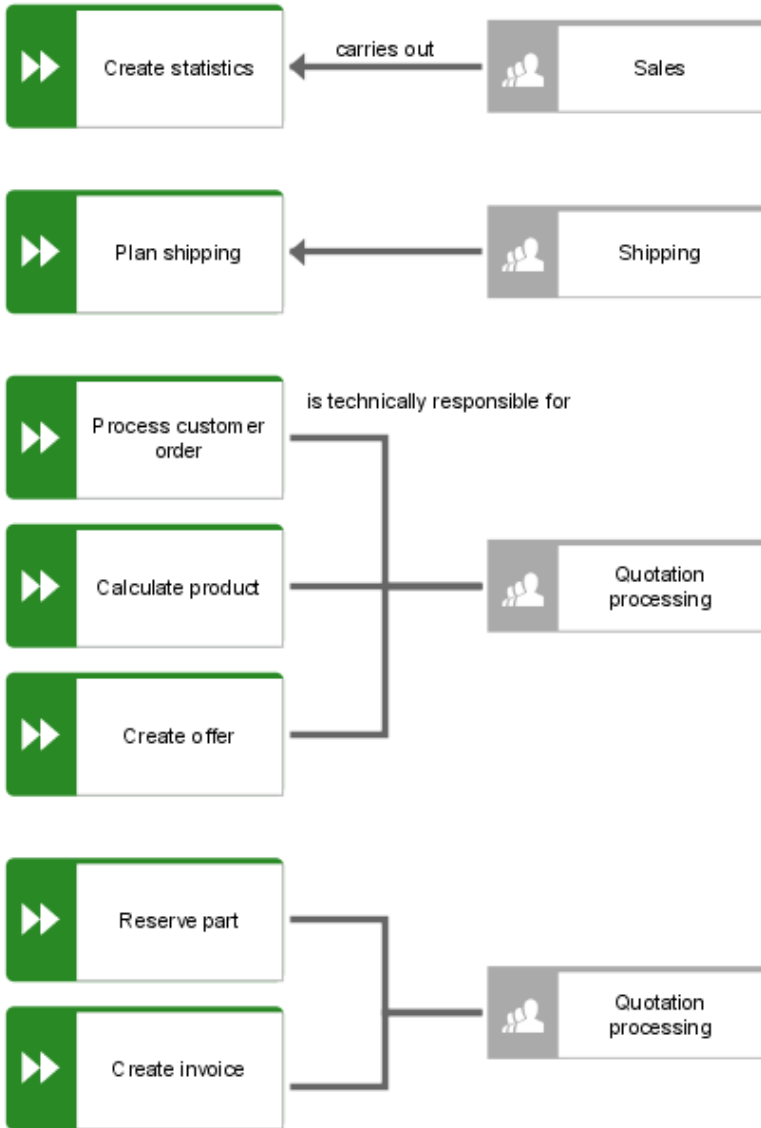 Create statistics
carries out
Sales
Plan shipping
Shipping
Process customer
order
is technically responsible for
Calculate product
Quotation
processing
Create offer
Reserve part
Quotation
processing
Create invoice